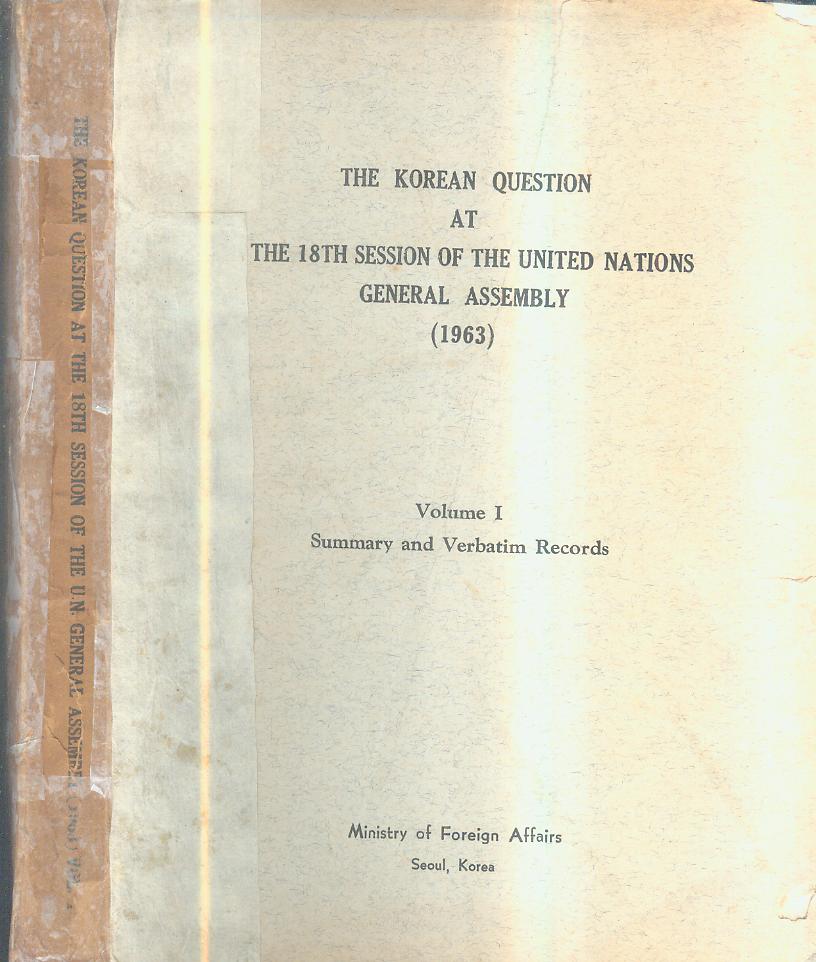 THE KOREAN QUESTION
AT
THE 18TH SESSION OF THE UNITED NATIONS
GENERAL ASSEMBLY
(1963)
Volume I
Summary and Verbatim Records
Ministry of Foreign Affairs
Seoul, Korea
THE KOREAN QUESTION AT THE 18TH SESSION OF THE U.N. GENERAL